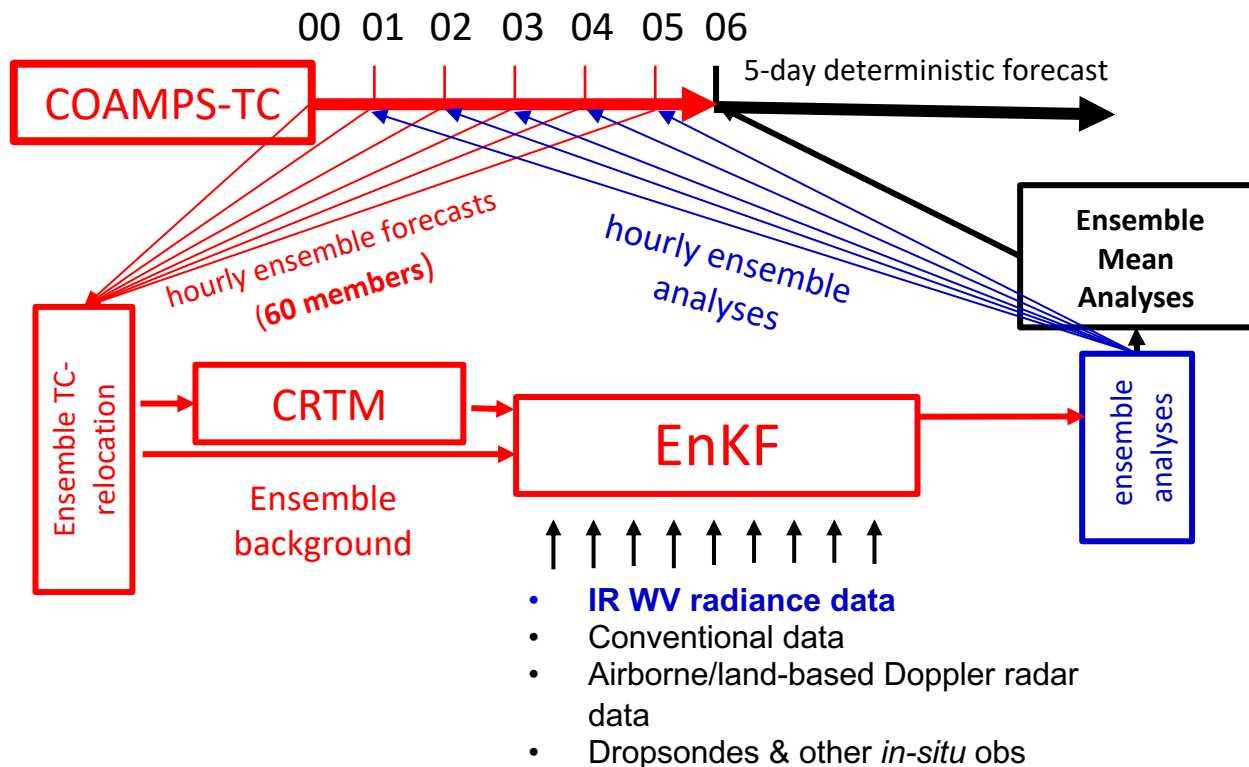 00 01 02 03 04 05 06
5-day deterministic forecast
COAMPS-TC
hourly ensemble forecasts
(60 members)
hourly ensemble
analyses
Ensemble
Mean
Analyses
Ensemble TC-
relocation
CRTM
EnKF
ensemble
analyses
Ensemble
background
• IR WV radiance data
• Conventional data
• Airborne/land-based Doppler radar
data
• Dropsondes & other in-situ obs